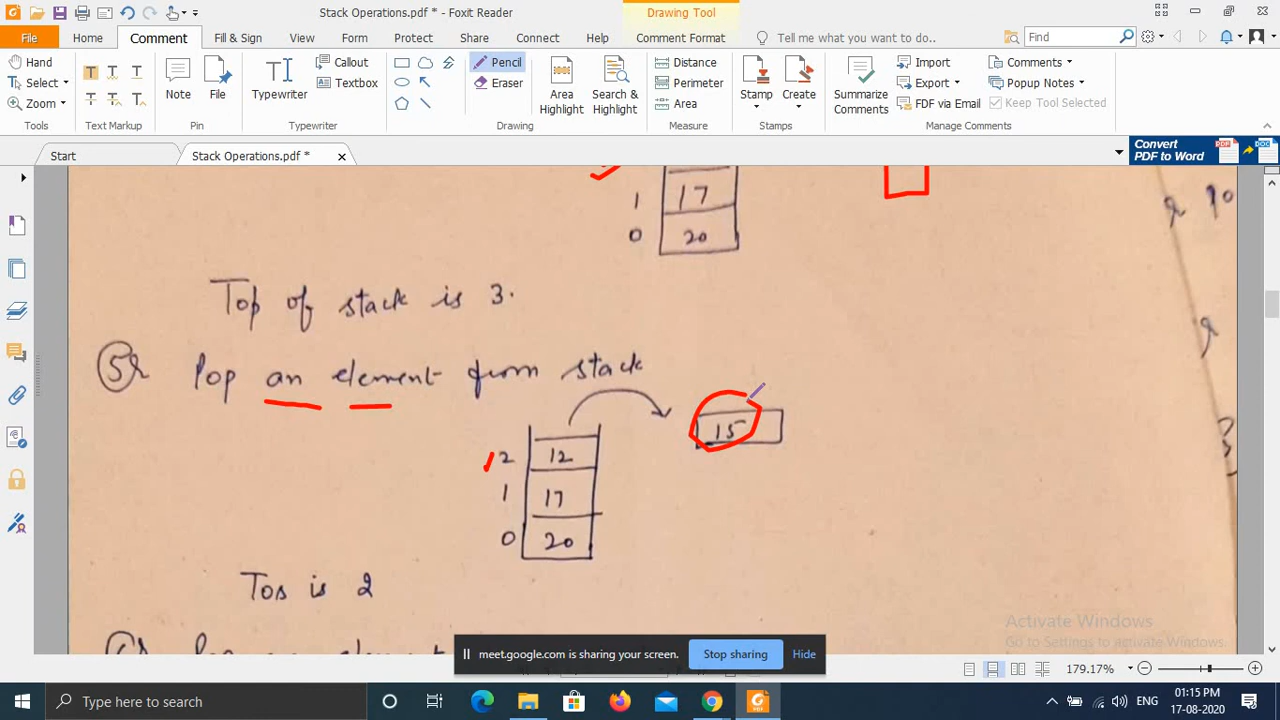 Stack Operations.pdf * - Foxit Reader
Drawing Tool
File Home Comment Fill & Sign View Form Protect Share Connect Help Comment Format Tell me what you want to do.. Find
Hand
Select
Zoom
Tools
Text Markup
Note
File
Pin
Typewriter
Callout
Textbox
Typewriter
Pencil
Eraser
Drawing
Area Highlight
Search & Highlight
Distance
Perimeter
Area
Measure
Stamp
Create
Stamps
Summarize Comments
Import
Export
FDF via Email
Comments
Popup Notes
Keep Tool Selected
Manage Comments
Start
Stack Operations.pdf *
Convert PDF to Word
1 17
0 20
Top of stack is 3.
Pop an element from stack
15
2 12
1 17
0 20
Tos is 2
Activate Windows
Go to Settings to activate Windows.
meet.google.com is sharing your screen. Stop sharing Hide
179.17%
Type here to search
ENG
01:15 PM
17-08-2020